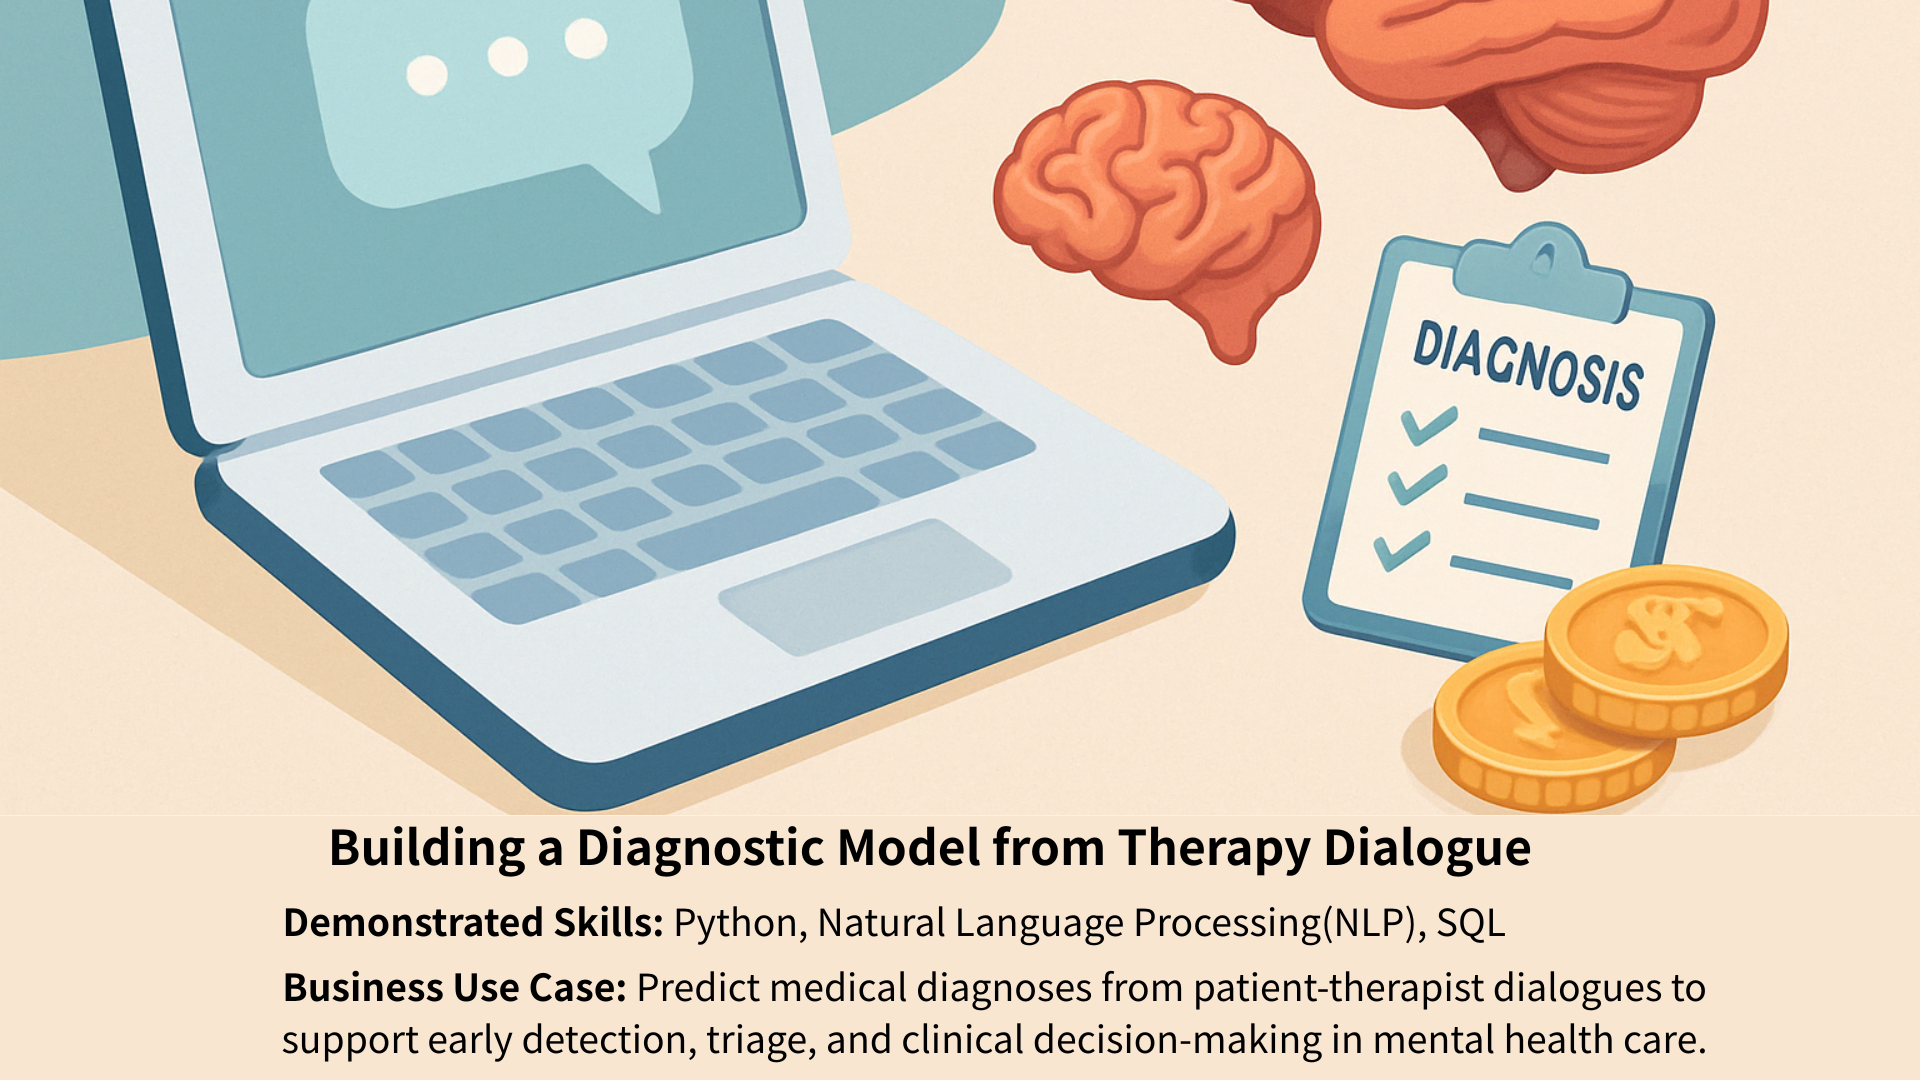 DIAGNOSIS
Building a Diagnostic Model from Therapy Dialogue
Demonstrated Skills: Python, Natural Language Processing(NLP), SQL
Business Use Case: Predict medical diagnoses from patient-therapist dialogues to
support early detection, triage, and clinical decision-making in mental health care.